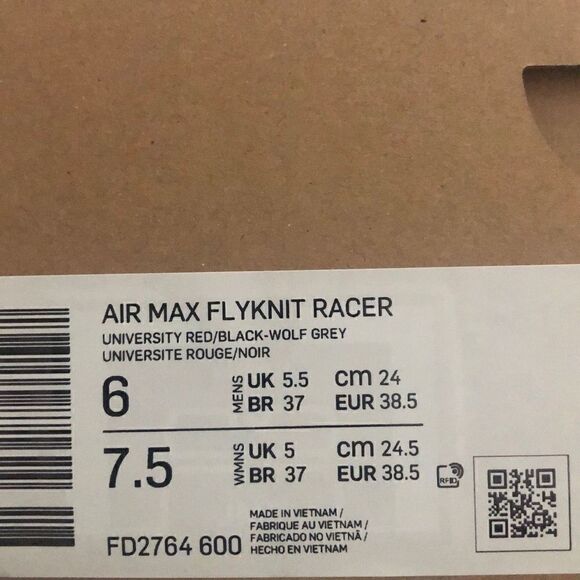 AIR MAX FLYKNIT RACER
UNIVERSITY RED/BLACK-WOLF GREY
UNIVERSITE ROUGE/NOIR
6 MENS UK 5.5 cm 24
BR 37 EUR 38.5
7.5 WMNS UK 5 cm 24.5
BR 37 EUR 38.5
RFID
MADE IN VIETNAM /
FABRIQUE AU VIETNAM /
FABRICADO NO VIETNÃ /
HECHO EN VIETNAM
FD2764 600